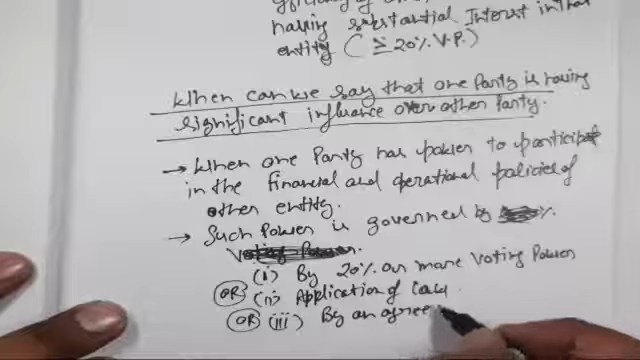 having substantial Interest in that
entity ( ≥ 20% V.P.)
When can we say that one Party is having
significant influence over other Party.
→ When one Party has power to participat
in the financial and operational policies of
other entity.
→ Such Power is governed by
(i) By 20% or more Voting Power
OR (ii) Application of Law
OR (iii) By an agree